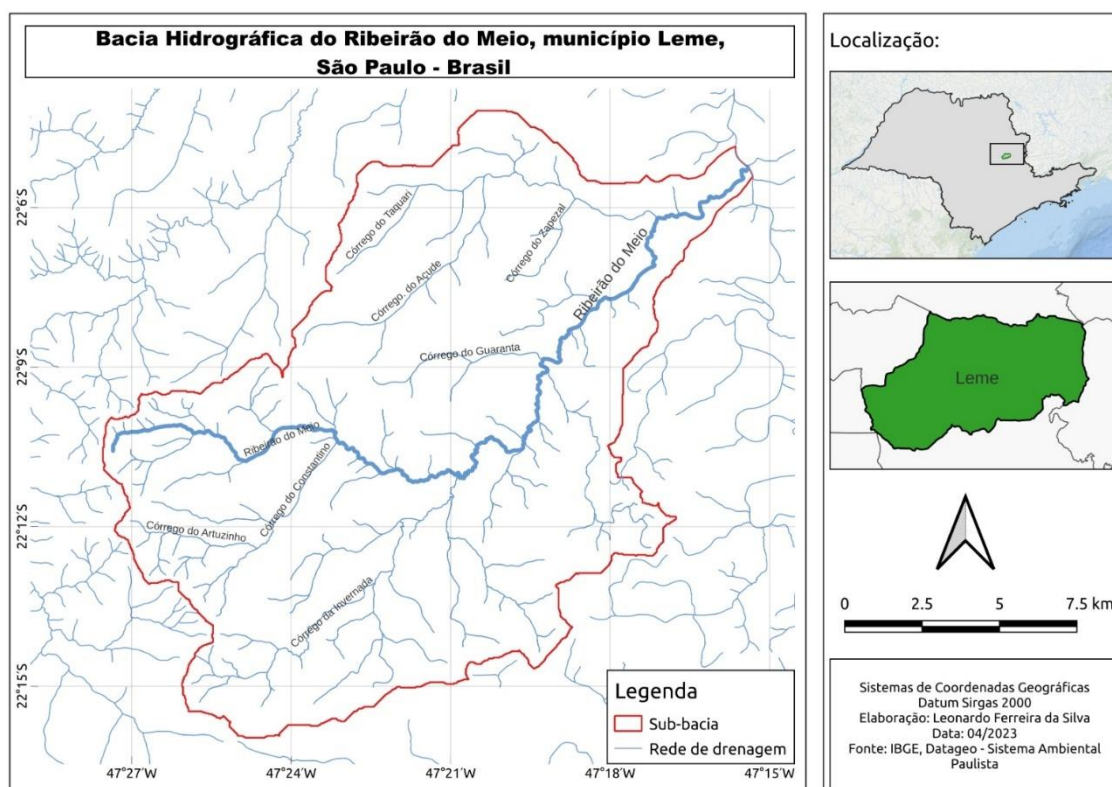 Bacia Hidrográfica do Ribeirão do Meio, município Leme,
São Paulo - Brasil
22°6′S
22°9′S
22°12′S
22°15′S
Córrego do Taquari
Córrego. do Açude
Córrego do Zapezal
Ribeirão do Meio
Córrego do Guaranta
Ribeirão do Meio
Córrego do Constantino
Córrego do Artuzinho
Córrego da Invernada
Legenda
Sub-bacia
Rede de drenagem
47°27′W
47°24′W
47°21′W
47°18′W
47°15′W
Localização:
Leme
0 2.5 5 7.5 km
Sistemas de Coordenadas Geográficas
Datum Sirgas 2000
Elaboração: Leonardo Ferreira da Silva
Data: 04/2023
Fonte: IBGE, Datageo - Sistema Ambiental
Paulista